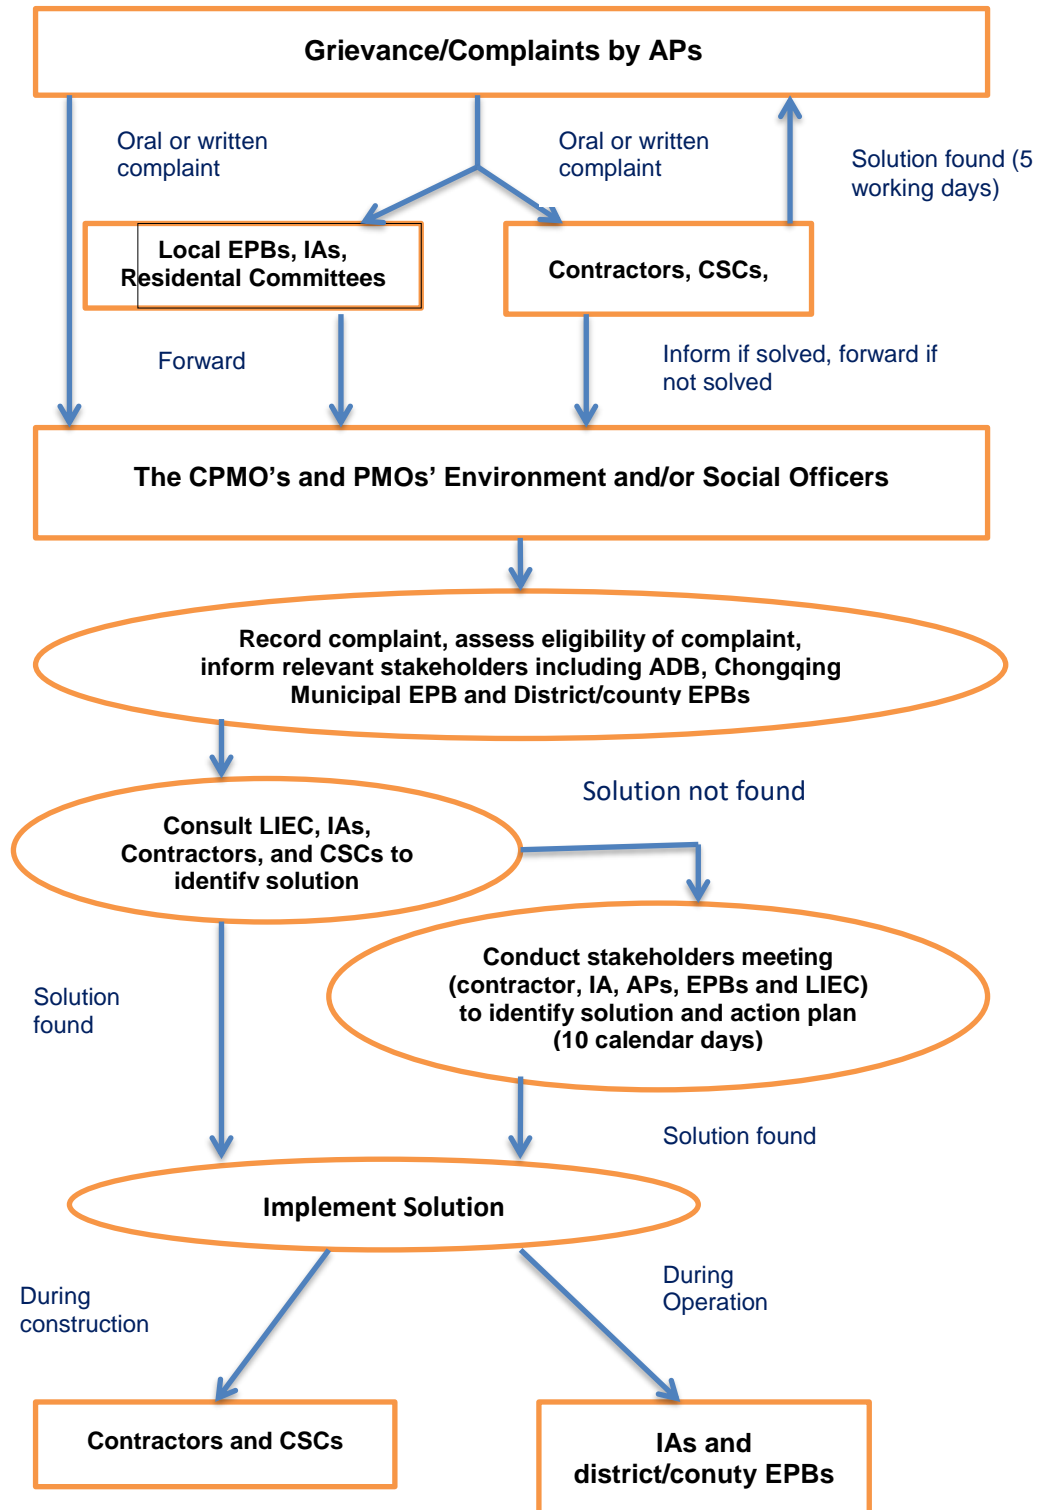 Grievance/Complaints by APs
Oral or written
complaint
Oral or written
complaint
Solution found (5
working days)
Local EPBs, IAs,
Residental Committees
Contractors, CSCs,
Forward
Inform if solved, forward if
not solved
The CPMO's and PMOs' Environment and/or Social Officers
Record complaint, assess eligibility of complaint,
inform relevant stakeholders including ADB, Chongqing
Municipal EPB and District/county EPBs
Solution not found
Consult LIEC, IAs,
Contractors, and CSCs to
identify solution
Conduct stakeholders meeting
(contractor, IA, APs, EPBs and LIEC)
to identify solution and action plan
(10 calendar days)
Solution
found
Solution found
Implement Solution
During
construction
During
Operation
Contractors and CSCs
IAs and
district/conuty EPBs